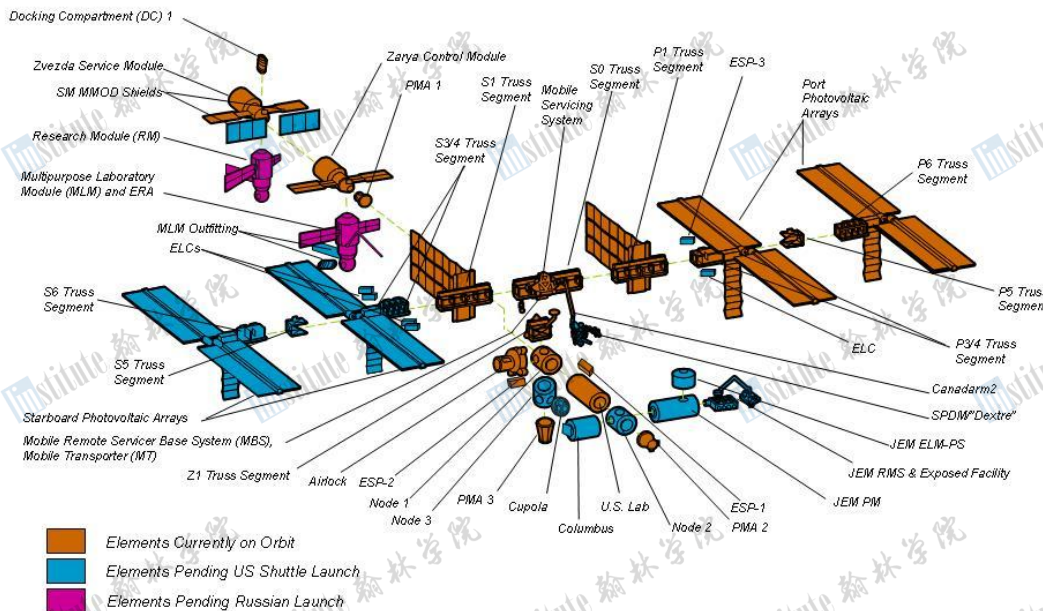 Docking Compartment (DC) 1
Zvezda Service Module
SM MMOD Shields
Research Module (RM)
Multipurpose Laboratory
Module (MLM) and ERA
MLM Outfitting
ELCs
S6 Truss
Segment
S5 Truss
Segment
Starboard Photovoltaic Arrays
Mobile Remote Servicer Base System (MBS),
Mobile Transporter (MT)
Z1 Truss Segment
Airlock
ESP-2
Node 1
Node 3
PMA 3
Cupola
Columbus
U.S. Lab
Node 2
ESP-1
PMA 2
JEM PM
JEM RMS & Exposed Facility
JEM ELM-PS
SPDM/"Dextre"
Canadarm2
ELC
P3/4 Truss
Segment
P5 Truss
Segment
P6 Truss
Segment
Port
Photovoltaic
Arrays
ESP-3
P1 Truss
Segment
S0 Truss
Segment
Mobile
Servicing
System
S1 Truss
Segment
S3/4 Truss
Segment
PMA 1
Zarya Control Module
Elements Currently on Orbit
Elements Pending US Shuttle Launch
Elements Pending Russian Launch
Institute 翰林学院